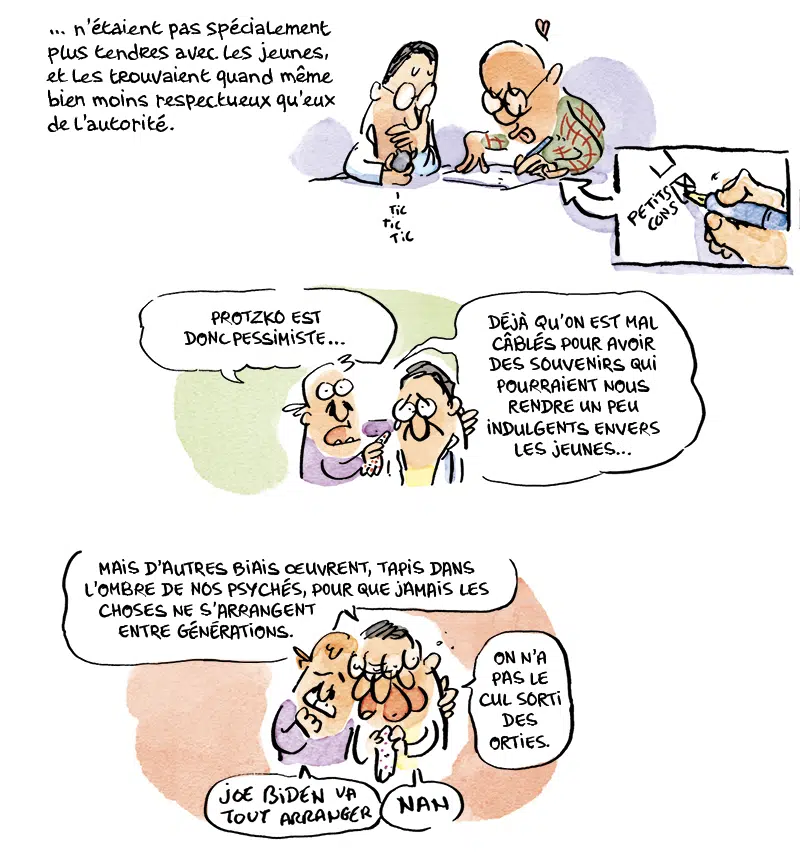 ... n'étaient pas spécialement
plus tendres avec les jeunes,
et les trouvaient quand même
bien moins respectueux qu'eux
de l'autorité.
TIC
TIC
TIC
PETITS
CONS
PROTZKO EST
DONC PESSIMISTE...
DÉJÀ QU'ON EST MAL
CÂBLÉS POUR AVOIR
DES SOUVENIRS QUI
POURRAIENT NOUS
RENDRE UN PEU
INDULGENTS ENVERS
LES JEUNES...
MAIS D'AUTRES BIAIS ŒUVRENT, TAPIS DANS
L'OMBRE DE NOS PSYCHÉS, POUR QUE JAMAIS LES
CHOSES NE S'ARRANGENT
ENTRE GÉNÉRATIONS.
ON N'A
PAS LE
CUL SORTI
DES
ORTIES.
JOE BIDEN VA
TOUT ARRANGER
NAN